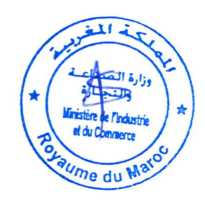 المملكة المغربية
وزارة الصناعة
والتجارة
Ministère de l'Industrie
et du Commerce
Royaume du Maroc